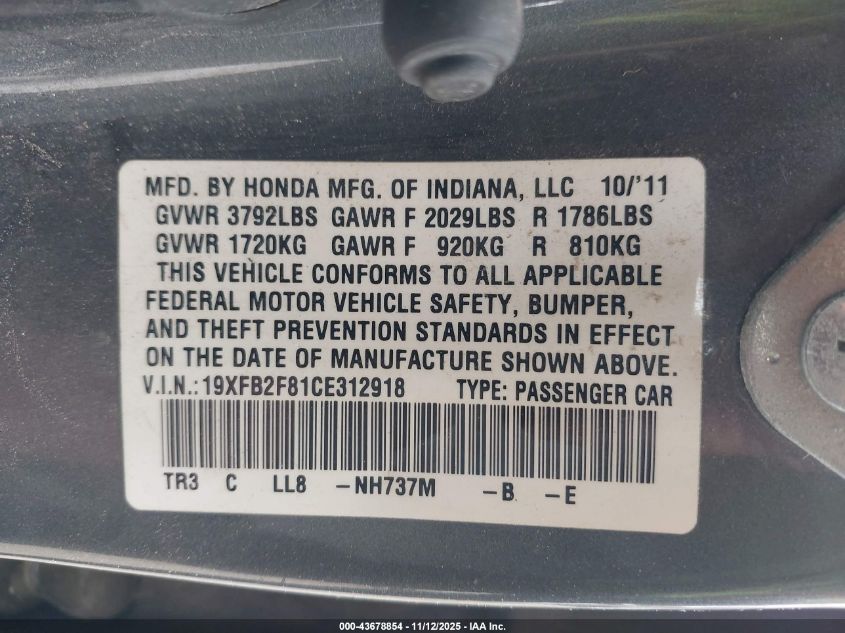 MFD. BY HONDA MFG. OF INDIANA, LLC 10/'11
GVWR 3792LBS GAWR F 2029LBS R 1786LBS
GVWR 1720KG GAWR F 920KG R 810KG
THIS VEHICLE CONFORMS TO ALL APPLICABLE
FEDERAL MOTOR VEHICLE SAFETY, BUMPER,
AND THEFT PREVENTION STANDARDS IN EFFECT
ON THE DATE OF MANUFACTURE SHOWN ABOVE.
V.I.N.:19XFB2F81CE312918 TYPE: PASSENGER CAR
TR3 C LL8 -NH737M -B -E
000-43678854 - 11/12/2025 - IAA Inc.